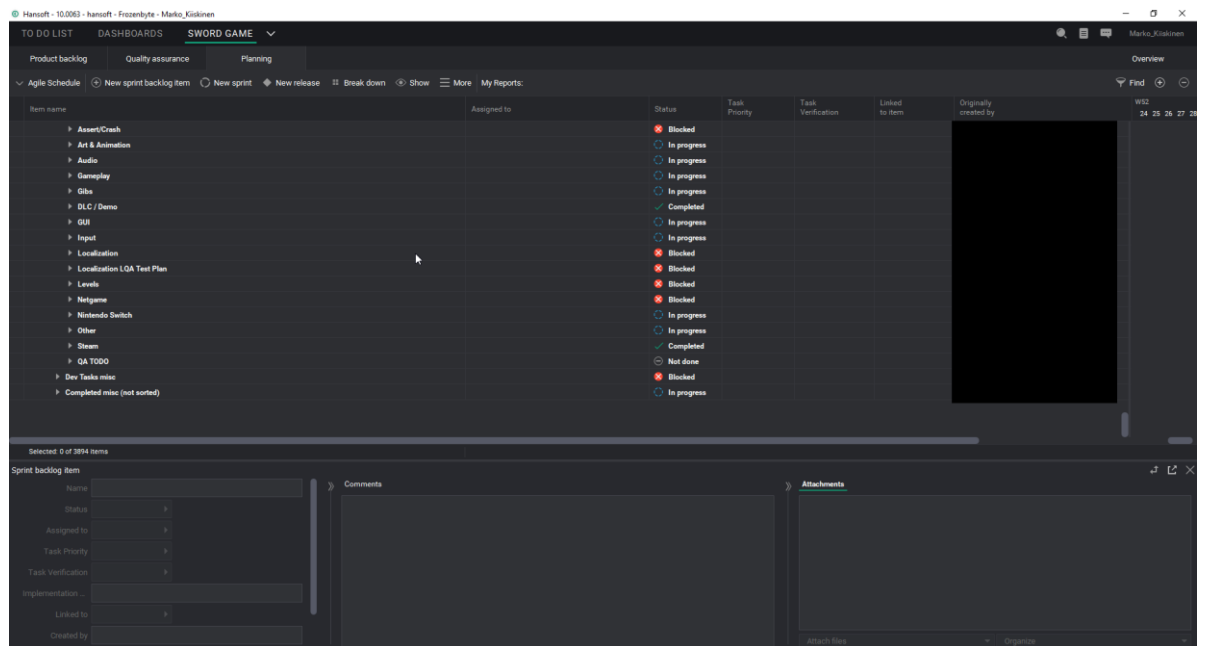 Hansoft - 10.0063 - hansoft - Frozenbyte - Marko_Kiiskinen
TO DO LIST DASHBOARDS SWORD GAME Marko_Kiiskinen
Product backlog Quality assurance Planning Overview
Agile Schedule New sprint backlog item New sprint New release Break down Show More My Reports: Find
Item name Assigned to Status Task Priority Task Verification Linked to item Originally created by W52
24 25 26 27 28
Assert/Crash Blocked
Art & Animation In progress
Audio In progress
Gameplay In progress
Gibs In progress
DLC / Demo Completed
GUI In progress
Input In progress
Localization Blocked
Localization LQA Test Plan Blocked
Levels Blocked
Netgame Blocked
Nintendo Switch In progress
Other In progress
Steam Completed
QA TODO Not done
Dev Tasks misc Blocked
Completed misc (not sorted) In progress
Selected: 0 of 3894 items
Sprint backlog item
Name Comments Attachments
Status
Assigned to
Task Priority
Task Verification
Implementation ...
Linked to
Created by Attach files Organize